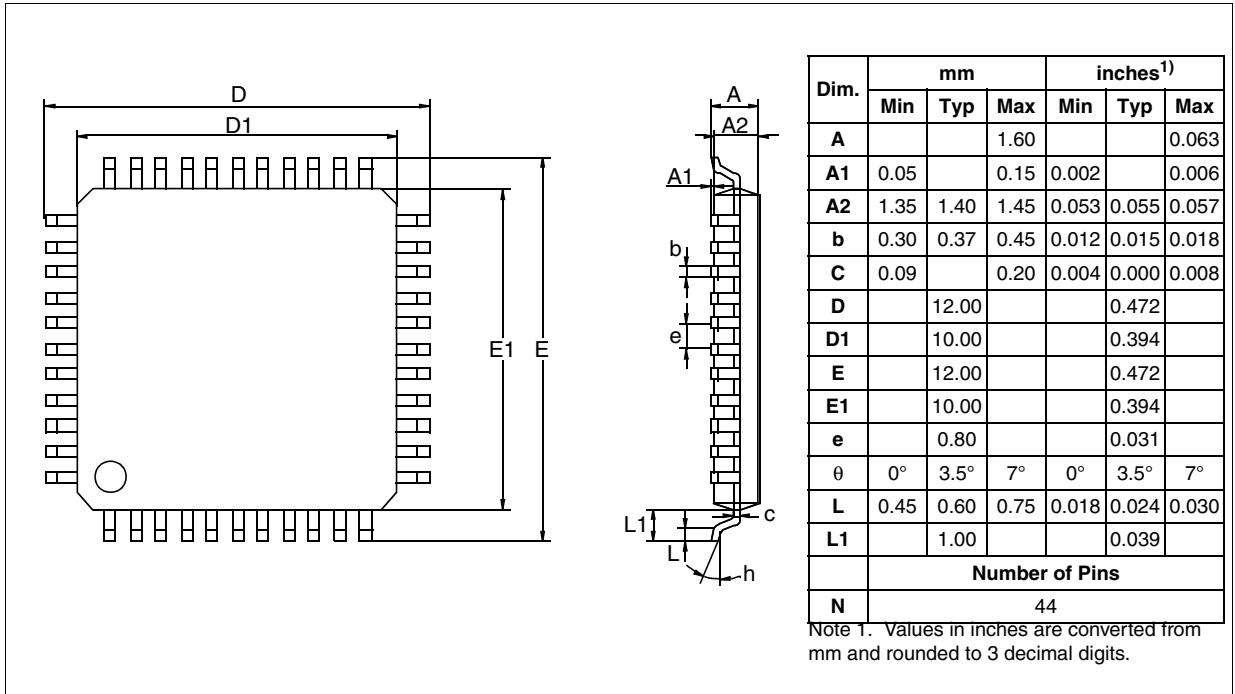 D
D1
E1 E
A
A2
A1
b
e
c
L1
L
h
Dim. mm inches1)
Min Typ Max Min Typ Max
A 1.60 0.063
A1 0.05 0.15 0.002 0.006
A2 1.35 1.40 1.45 0.053 0.055 0.057
b 0.30 0.37 0.45 0.012 0.015 0.018
C 0.09 0.20 0.004 0.000 0.008
D 12.00 0.472
D1 10.00 0.394
E 12.00 0.472
E1 10.00 0.394
e 0.80 0.031
θ 0° 3.5° 7° 0° 3.5° 7°
L 0.45 0.60 0.75 0.018 0.024 0.030
L1 1.00 0.039
Number of Pins
N 44
Note 1. Values in inches are converted from
mm and rounded to 3 decimal digits.